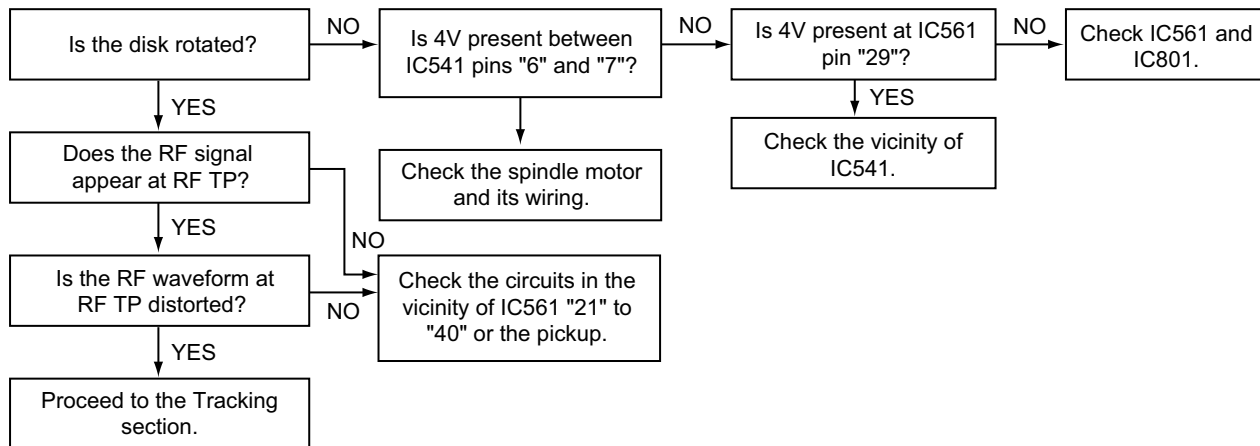 Is the disk rotated?
NO
Is 4V present between
IC541 pins "6" and "7"?
NO
Is 4V present at IC561
pin "29"?
NO
Check IC561 and
IC801.
YES
YES
Does the RF signal
appear at RF TP?
Check the spindle motor
and its wiring.
Check the vicinity of
IC541.
YES
NO
Is the RF waveform at
RF TP distorted?
NO
Check the circuits in the
vicinity of IC561 "21" to
"40" or the pickup.
YES
Proceed to the Tracking
section.